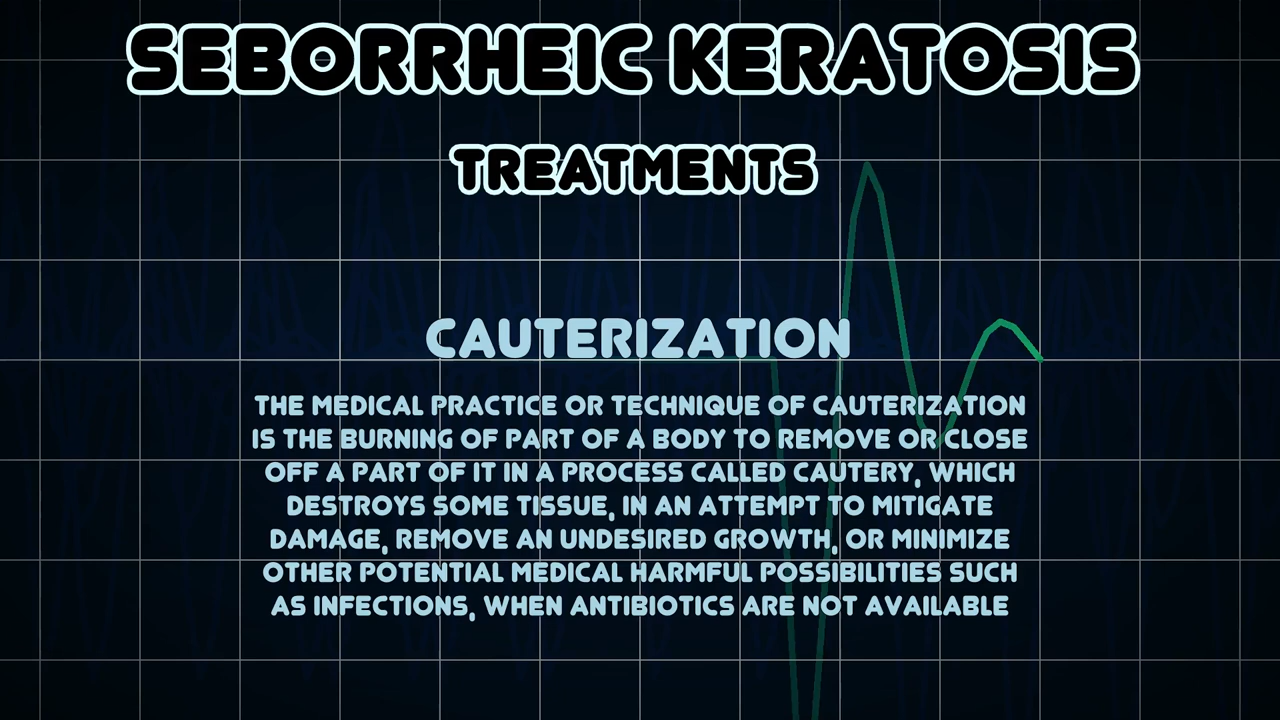 SEBORRHEIC KERATOSIS
TREATMENTS
CAUTERIZATION
THE MEDICAL PRACTICE OR TECHNIQUE OF CAUTERIZATION
IS THE BURNING OF PART OF A BODY TO REMOVE OR CLOSE
OFF A PART OF IT IN A PROCESS CALLED CAUTERY, WHICH
DESTROYS SOME TISSUE, IN AN ATTEMPT TO MITIGATE
DAMAGE, REMOVE AN UNDESIRED GROWTH, OR MINIMIZE
OTHER POTENTIAL MEDICAL HARMFUL POSSIBILITIES SUCH
AS INFECTIONS, WHEN ANTIBIOTICS ARE NOT AVAILABLE